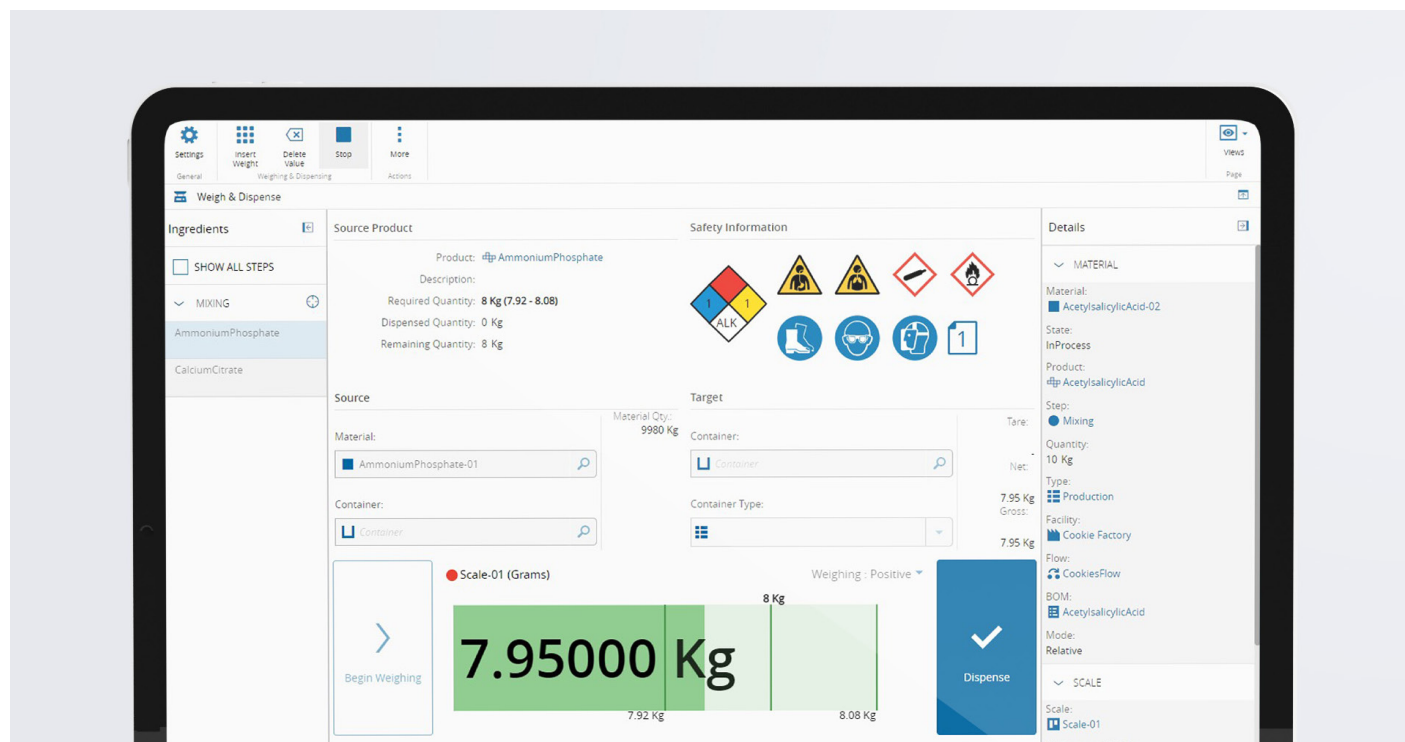 Settings
Insert Weight
Delete Value
Stop
More
Views
General
Weighing & Dispensing
Actions
Page
Weigh & Dispense
Ingredients
SHOW ALL STEPS
MIXING
AmmoniumPhosphate
CalciumCitrate
Source Product
Product: AmmoniumPhosphate
Description:
Required Quantity: 8 Kg (7.92 - 8.08)
Dispensed Quantity: 0 Kg
Remaining Quantity: 8 Kg
Safety Information
1 1
ALK
1
Source
Material Qty.:
9980 Kg
Material:
AmmoniumPhosphate-01
Container:
Container
Target
Container:
Container
Container Type:
Tare:
-
Net:
7.95 Kg
Gross:
7.95 Kg
Begin Weighing
Scale-01 (Grams)
Weighing : Positive
8 Kg
7.95000 Kg
7.92 Kg
8.08 Kg
Dispense
Details
MATERIAL
Material:
AcetylsalicylicAcid-02
State:
InProcess
Product:
AcetylsalicylicAcid
Step:
Mixing
Quantity:
10 Kg
Type:
Production
Facility:
Cookie Factory
Flow:
CookiesFlow
BOM:
AcetylsalicylicAcid
Mode:
Relative
SCALE
Scale:
Scale-01